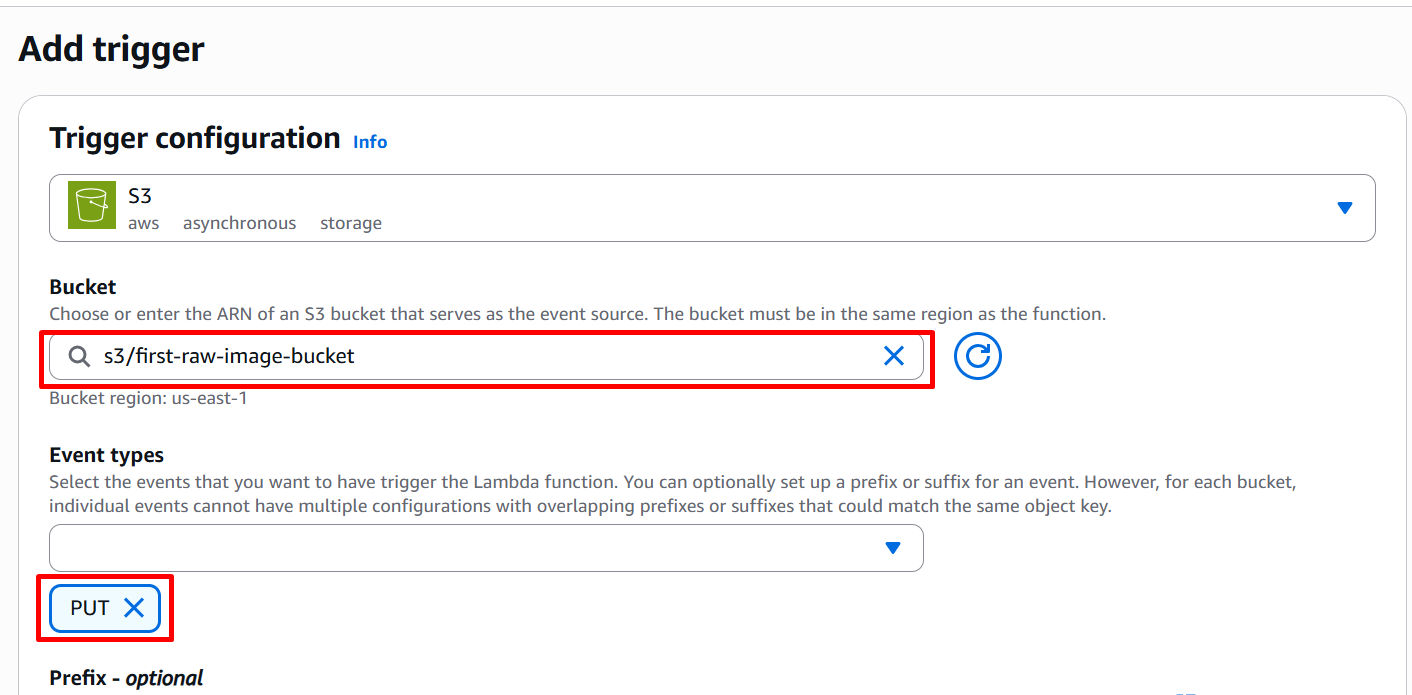 Add trigger
Trigger configuration Info
S3
aws asynchronous storage
Bucket
Choose or enter the ARN of an S3 bucket that serves as the event source. The bucket must be in the same region as the function.
s3/first-raw-image-bucket
Bucket region: us-east-1
Event types
Select the events that you want to have trigger the Lambda function. You can optionally set up a prefix or suffix for an event. However, for each bucket,
individual events cannot have multiple configurations with overlapping prefixes or suffixes that could match the same object key.
PUT
Prefix - optional